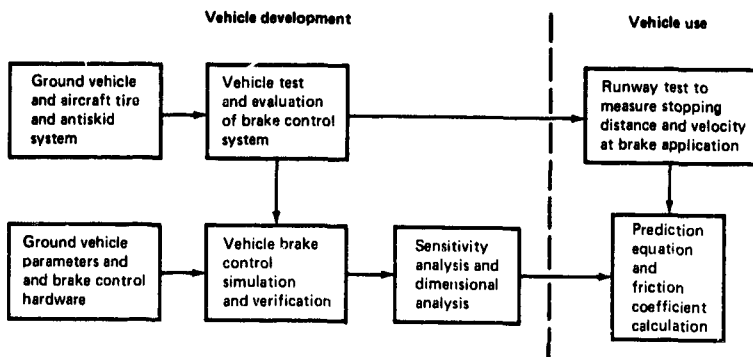 Vehicle development
Vehicle use
Ground vehicle
and aircraft tire
and antiskid
system
Vehicle test
and evaluation
of brake control
system
Runway test to
measure stopping
distance and velocity
at brake application
Ground vehicle
parameters and
and brake control
hardware
Vehicle brake
control
simulation
and verification
Sensitivity
analysis and
dimensional
analysis
Prediction
equation
and
friction
coefficient
calculation